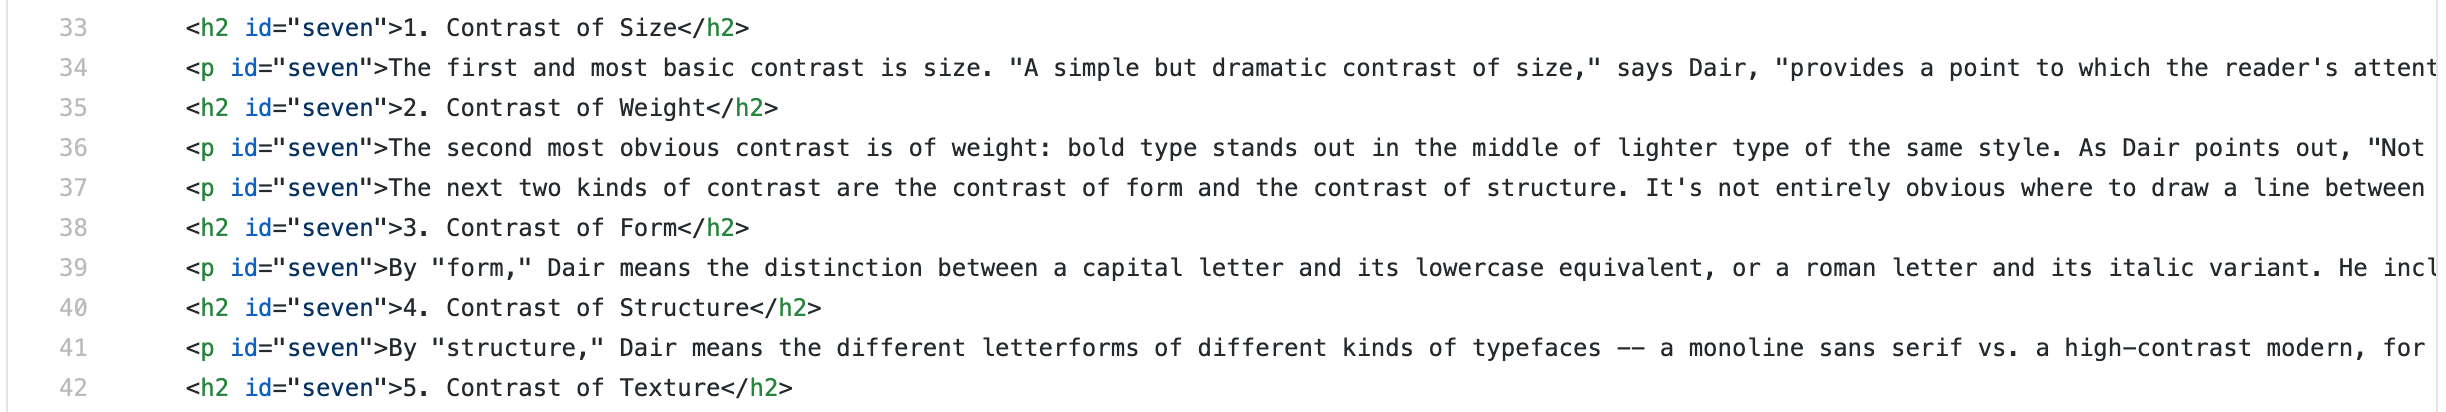 33 <h2 id="seven">1. Contrast of Size</h2>
34 <p id="seven">The first and most basic contrast is size. "A simple but dramatic contrast of size," says Dair, "provides a point to which the reader's attent
35 <h2 id="seven">2. Contrast of Weight</h2>
36 <p id="seven">The second most obvious contrast is of weight: bold type stands out in the middle of lighter type of the same style. As Dair points out, "Not
37 <p id="seven">The next two kinds of contrast are the contrast of form and the contrast of structure. It's not entirely obvious where to draw a line between
38 <h2 id="seven">3. Contrast of Form</h2>
39 <p id="seven">By "form," Dair means the distinction between a capital letter and its lowercase equivalent, or a roman letter and its italic variant. He incl
40 <h2 id="seven">4. Contrast of Structure</h2>
41 <p id="seven">By "structure," Dair means the different letterforms of different kinds of typefaces -- a monoline sans serif vs. a high-contrast modern, for
42 <h2 id="seven">5. Contrast of Texture</h2>